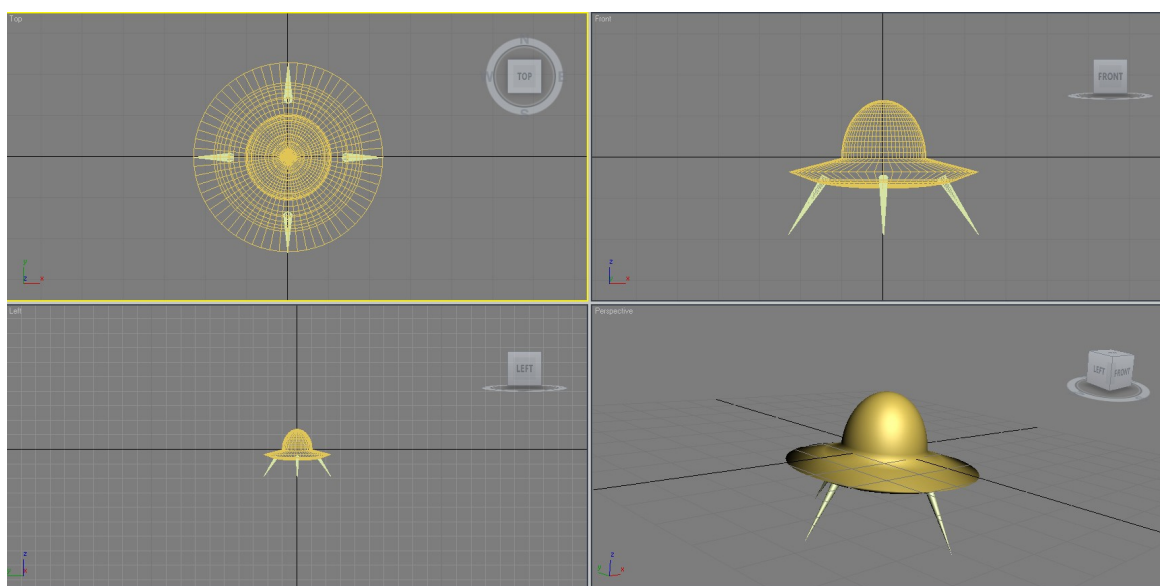 Top
N
W
TOP
E
S
y
z
x
Front
FRONT
z
x
Left
LEFT
z
y
Perspective
LEFT
FRONT
z
y
x